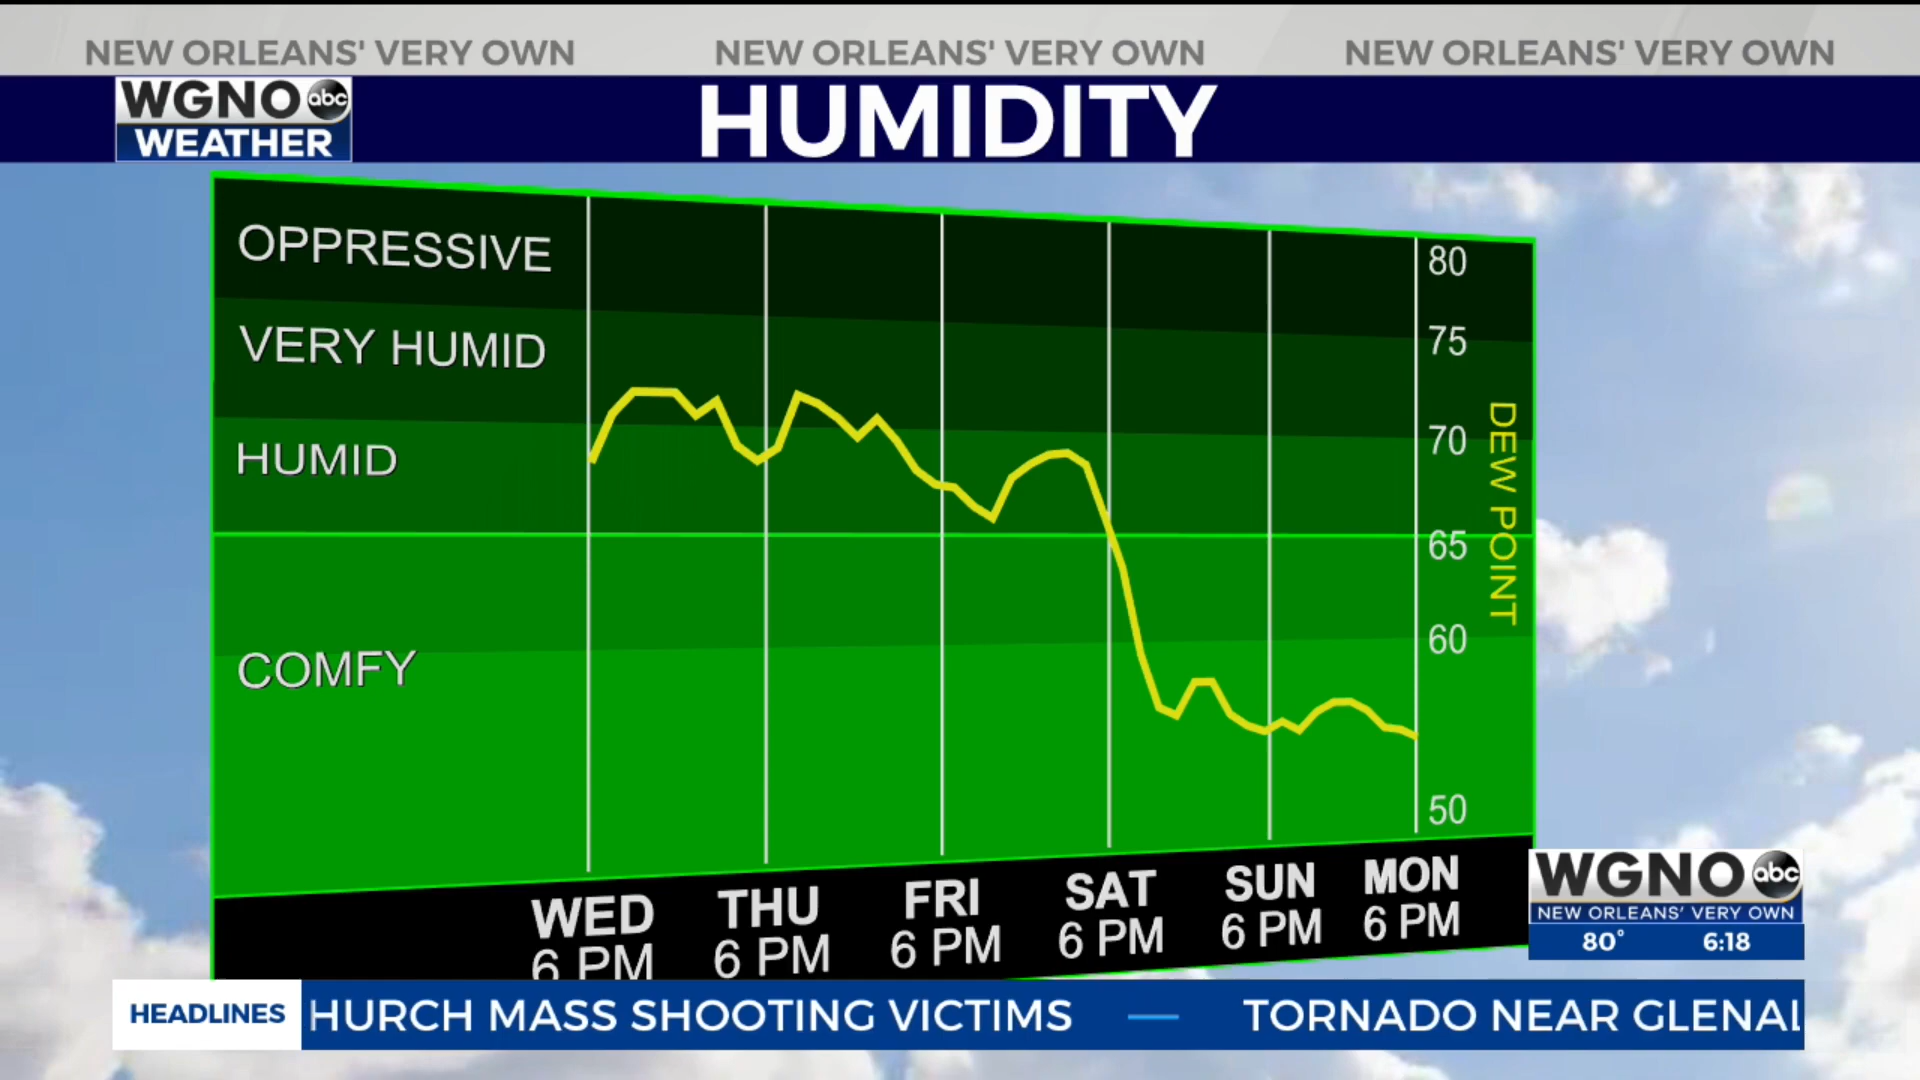 NEW ORLEANS' VERY OWN NEW ORLEANS' VERY OWN NEW ORLEANS' VERY OWN
WGNO abc
WEATHER
HUMIDITY
OPPRESSIVE
VERY HUMID
HUMID
COMFY
80
75
70
65
60
50
DEW POINT
WED
6 PM
THU
6 PM
FRI
6 PM
SAT
6 PM
SUN
6 PM
MON
6 PM
WGNO abc
NEW ORLEANS' VERY OWN
80° 6:18
HEADLINES HURCH MASS SHOOTING VICTIMS — TORNADO NEAR GLENAL